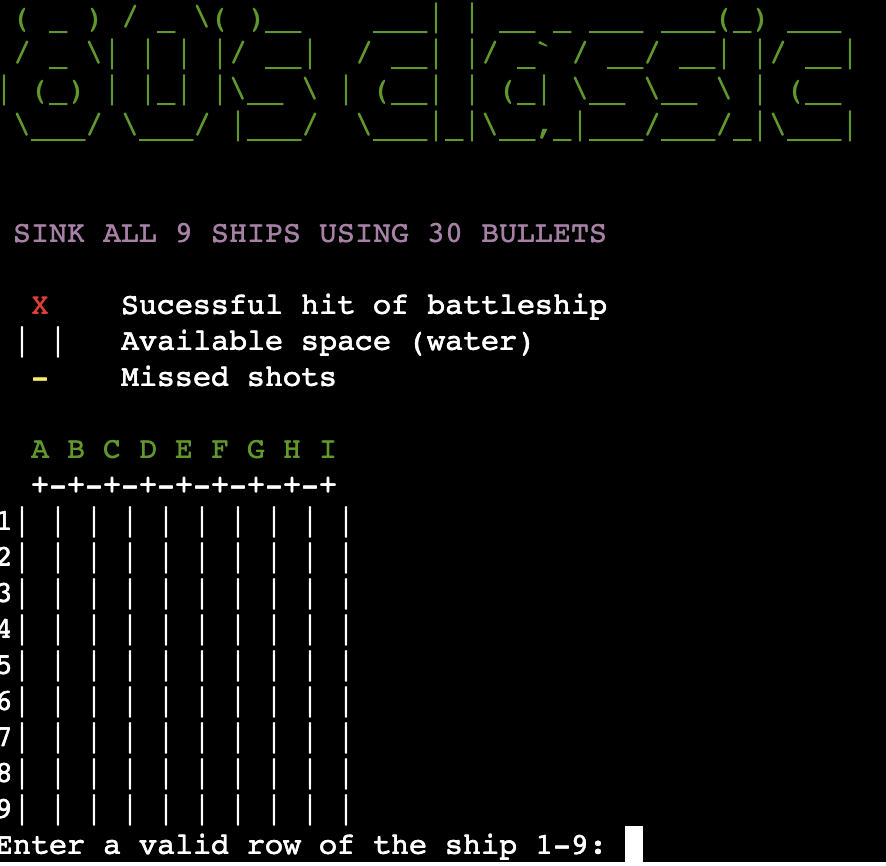 80s classic
SINK ALL 9 SHIPS USING 30 BULLETS
X Sucessful hit of battleship
| | Available space (water)
- Missed shots
A B C D E F G H I
+-+-+-+-+-+-+-+-+
1| | | | | | | | | |
2| | | | | | | | | |
3| | | | | | | | | |
4| | | | | | | | | |
5| | | | | | | | | |
6| | | | | | | | | |
7| | | | | | | | | |
8| | | | | | | | | |
9| | | | | | | | | |
Enter a valid row of the ship 1-9: